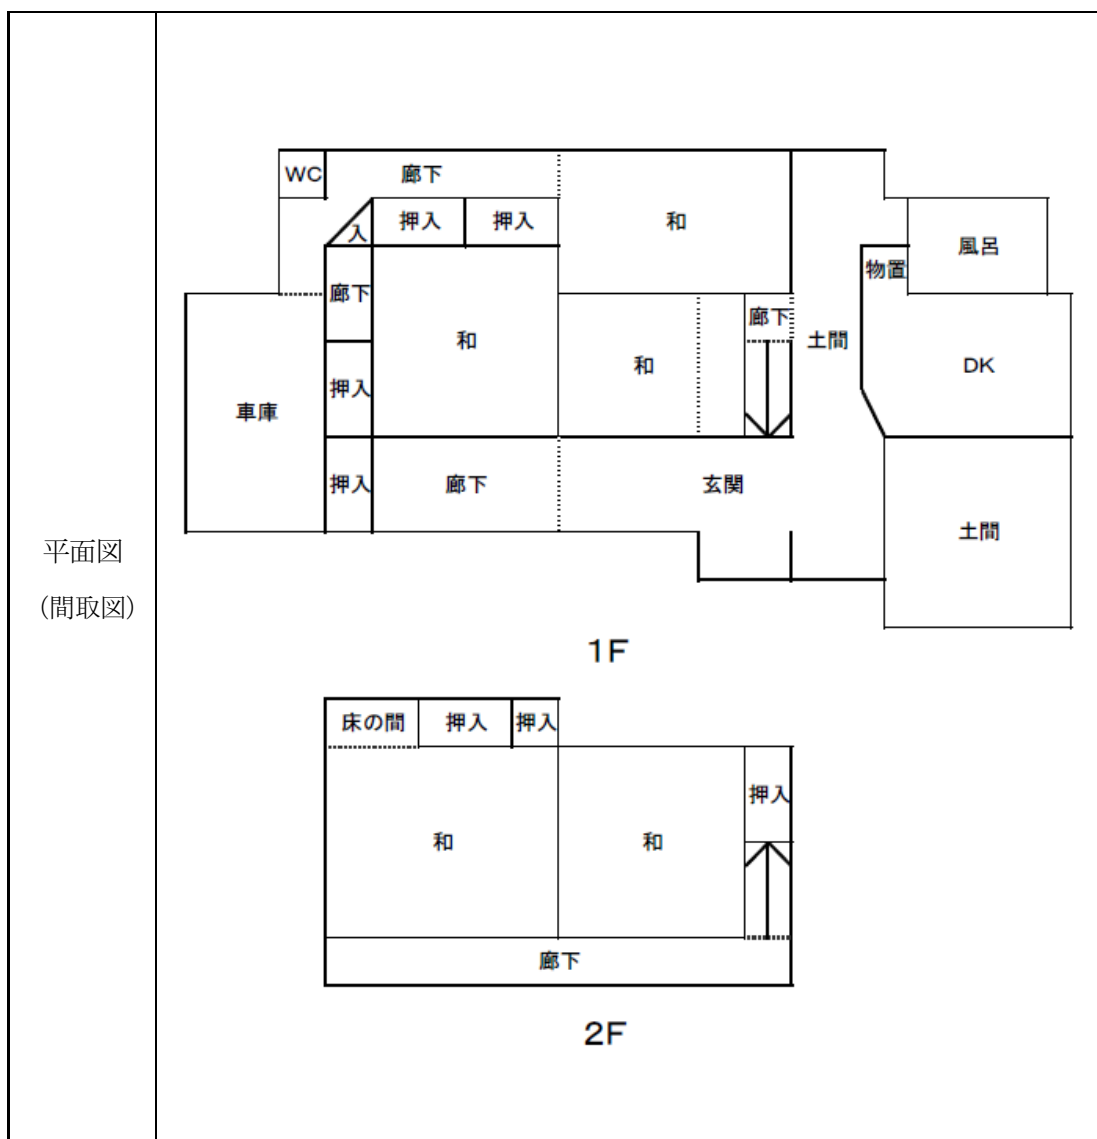 平面図
(間取図)
WC
廊下
入
押入
押入
和
風呂
物置
廊下
和
和
廊下
土間
DK
押入
車庫
押入
廊下
玄関
土間
1F
床の間
押入
押入
押入
和
和
廊下
2F